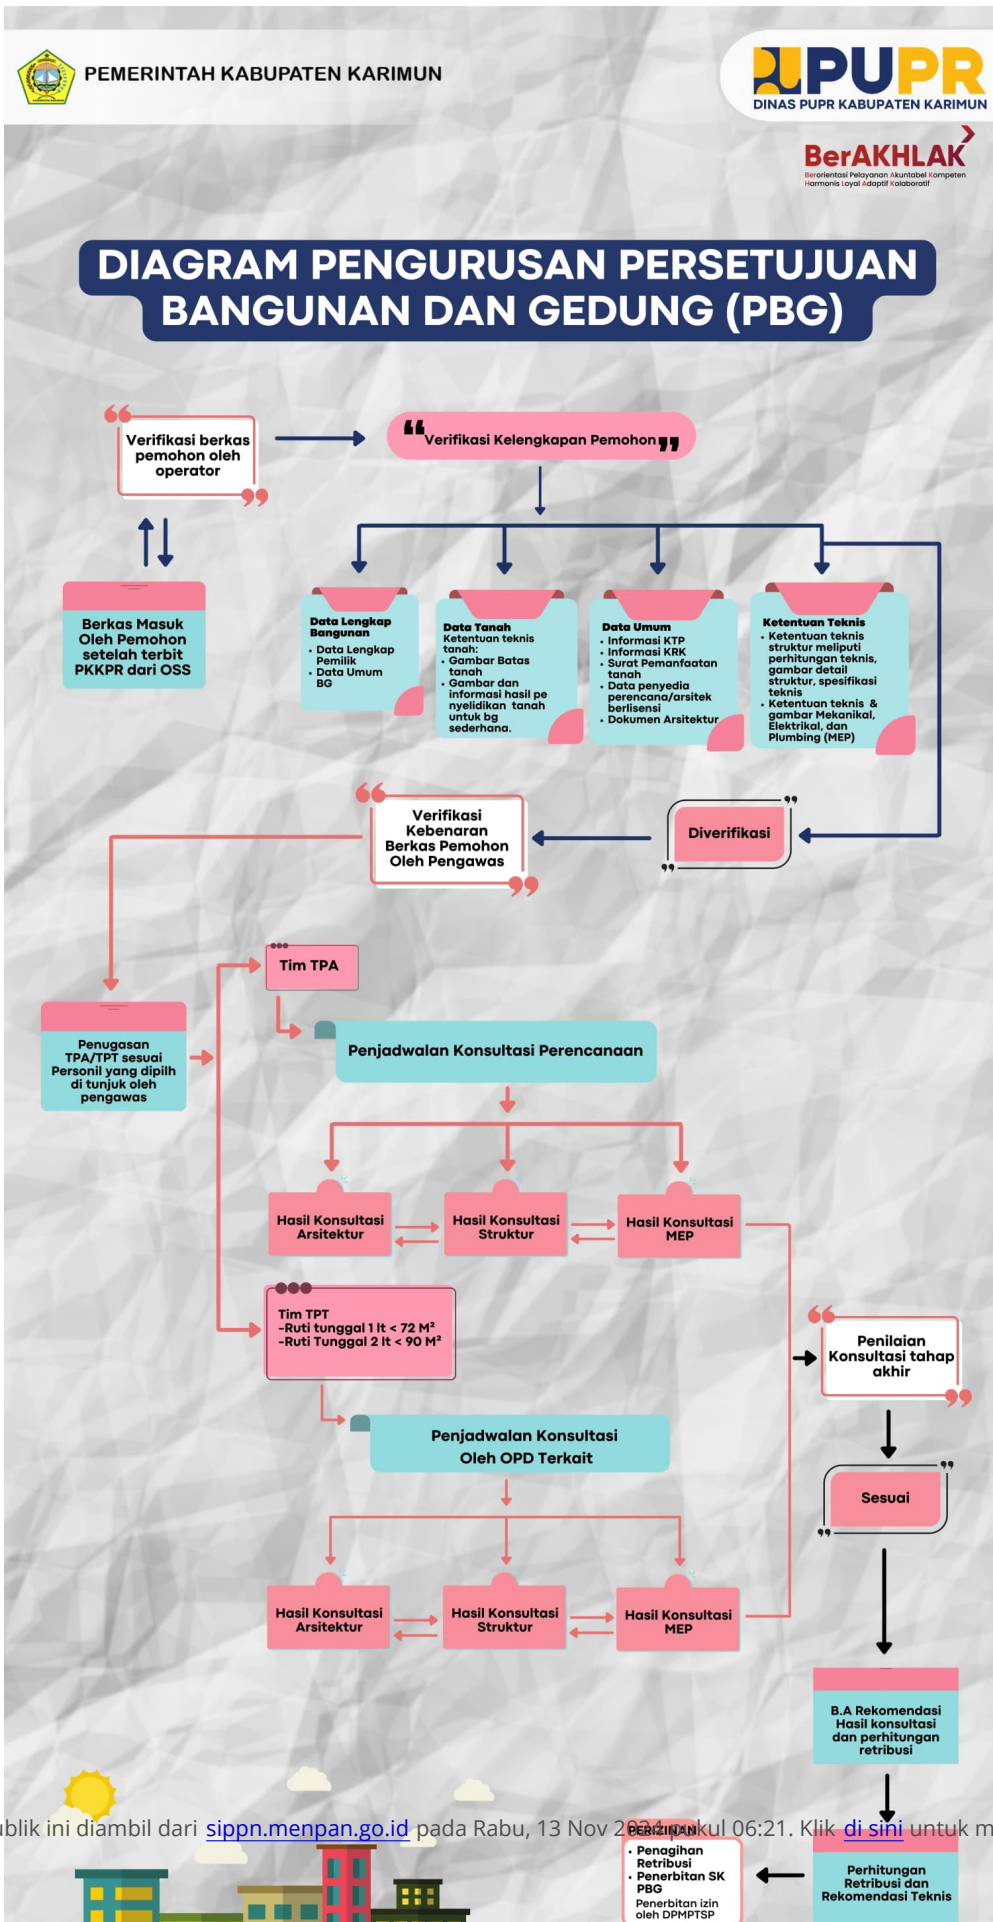 PEMERINTAH KABUPATEN KARIMUN
PUPR
DINAS PUPR KABUPATEN KARIMUN
BerAKHLAK
Berorientasi Pelayanan Akuntabel Kompeten
Harmonis Loyal Adaptif Kolaboratif
DIAGRAM PENGURUSAN PERSETUJUAN
BANGUNAN DAN GEDUNG (PBG)
Verifikasi berkas
pemohon oleh
operator
Verifikasi Kelengkapan Pemohon
Berkas Masuk
Oleh Pemohon
setelah terbit
PKKPR dari OSS
Data Lengkap
Bangunan
• Data Lengkap
Pemilik
• Data Umum
BG
Data Tanah
Ketentuan teknis
tanah:
• Gambar Batas
tanah
• Gambar dan
informasi hasil pe
nyelidikan tanah
untuk bg
sederhana.
Data Umum
• Informasi KTP
• Informasi KRK
• Surat Pemanfaatan
tanah
• Data penyedia
perencana/arsitek
berlisensi
• Dokumen Arsitektur
Ketentuan Teknis
• Ketentuan teknis
struktur meliputi
perhitungan teknis,
gambar detail
struktur, spesifikasi
teknis
• Ketentuan teknis &
gambar Mekanikal,
Elektrikal, dan
Plumbing (MEP)
Verifikasi
Kebenaran
Berkas Pemohon
Oleh Pengawas
Diverifikasi
Tim TPA
Penugasan
TPA/TPT sesuai
Personil yang dipilh
di tunjuk oleh
pengawas
Penjadwalan Konsultasi Perencanaan
Hasil Konsultasi
Arsitektur
Hasil Konsultasi
Struktur
Hasil Konsultasi
MEP
Tim TPT
-Ruti tunggal 1 lt < 72 M²
-Ruti Tunggal 2 lt < 90 M²
Penilaian
Konsultasi tahap
akhir
Penjadwalan Konsultasi
Oleh OPD Terkait
Sesuai
Hasil Konsultasi
Arsitektur
Hasil Konsultasi
Struktur
Hasil Konsultasi
MEP
B.A Rekomendasi
Hasil konsultasi
dan perhitungan
retribusi
ublik ini diambil dari sippn.menpan.go.id pada Rabu, 13 Nov 2024 pukul 06:21. Klik di sini untuk m
PERIZINAN
• Penagihan
Retribusi
• Penerbitan SK
PBG
Penerbitan izin
oleh DPMPTSP
Perhitungan
Retribusi dan
Rekomendasi Teknis